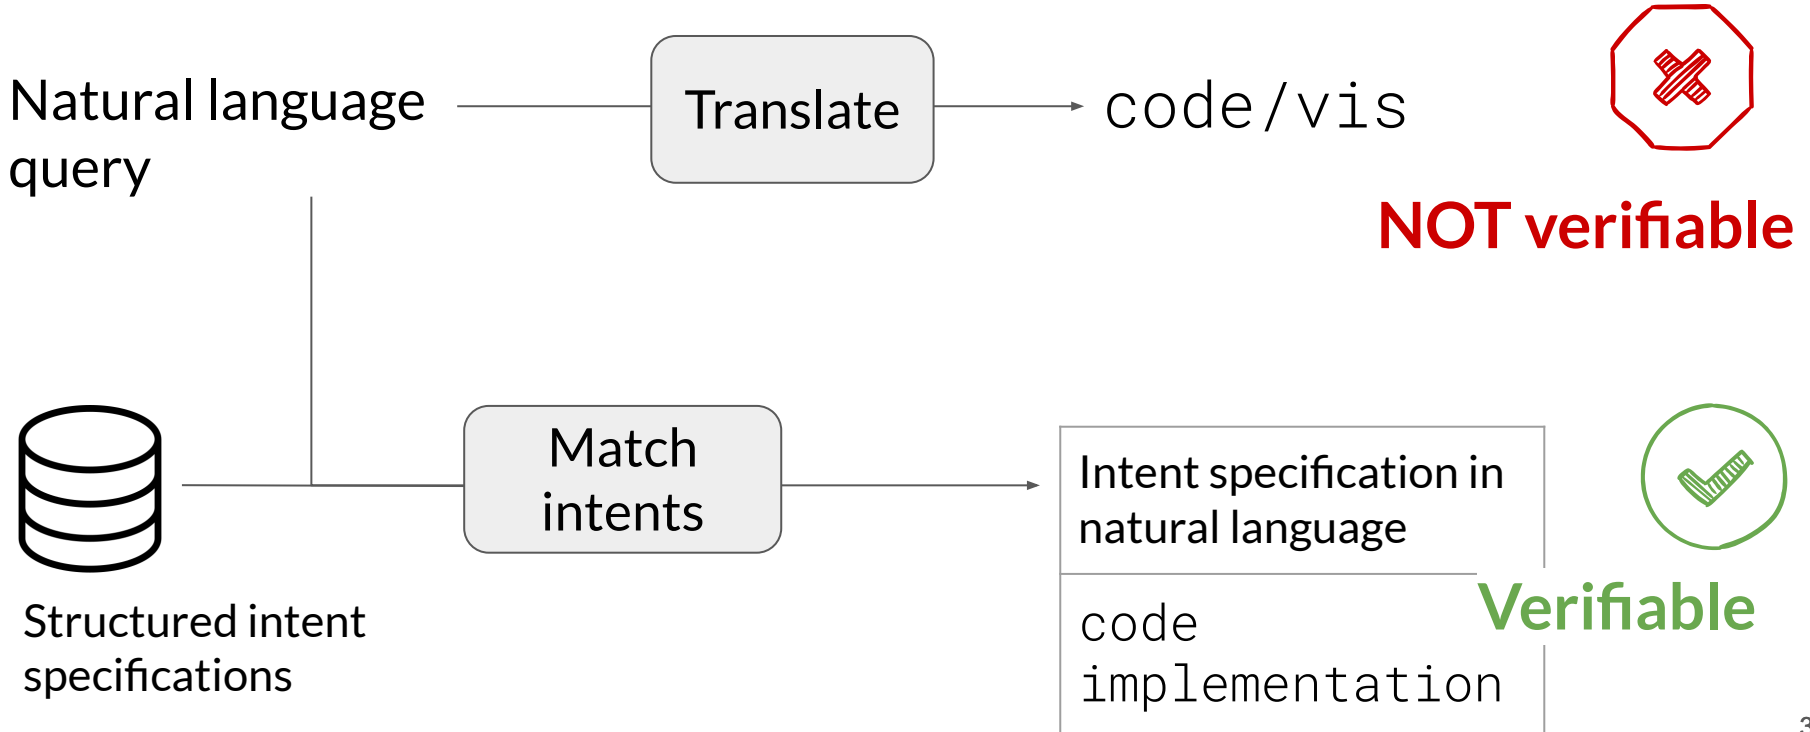 Natural language
query
Translate
code/vis
NOT verifiable
Match
intents
Structured intent
specifications
Intent specification in
natural language
code
implementation
Verifiable
3